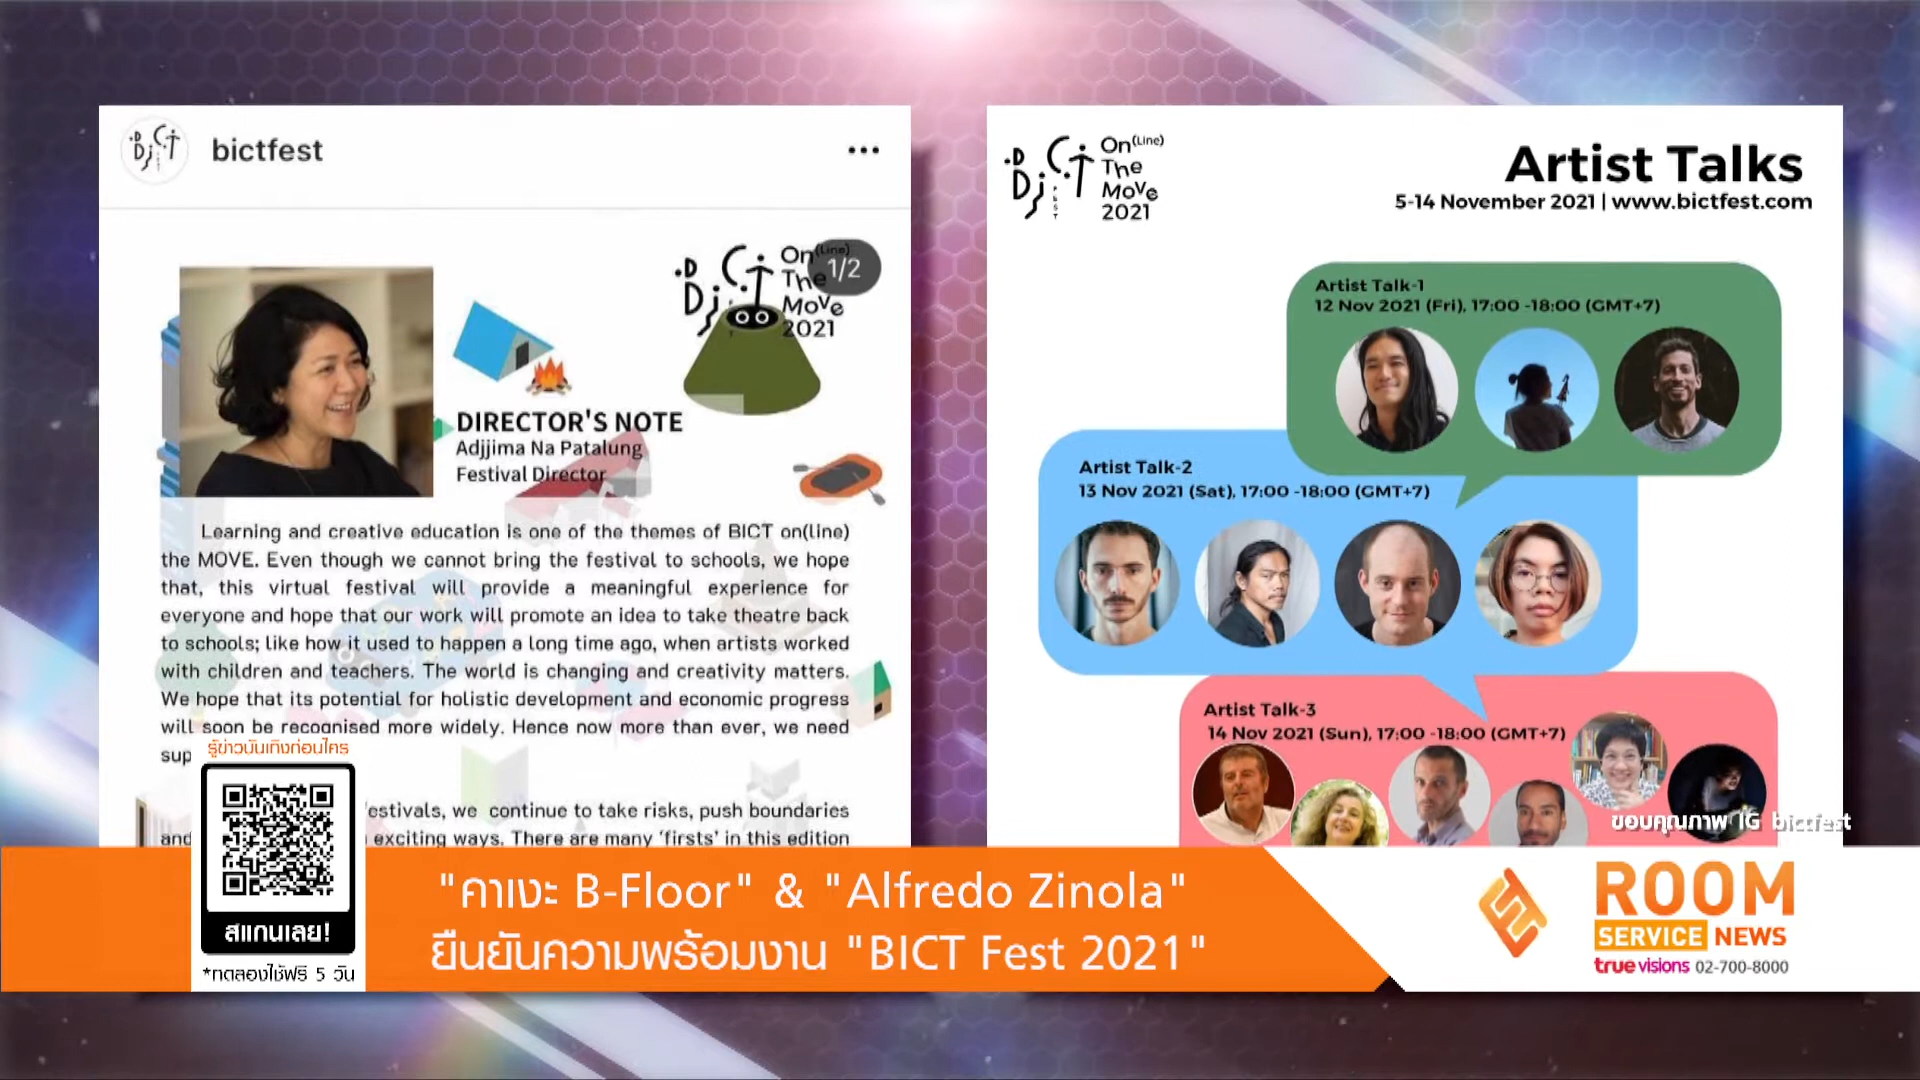 bictfest
1/2
On(Line)
The
MoVe
2021
DIRECTOR'S NOTE
Adjjima Na Patalung
Festival Director
Learning and creative education is one of the themes of BICT on(line)
the MOVE. Even though we cannot bring the festival to schools, we hope
that, this virtual festival will provide a meaningful experience for
everyone and hope that our work will promote an idea to take theatre back
to schools; like how it used to happen a long time ago, when artists worked
with children and teachers. The world is changing and creativity matters.
We hope that its potential for holistic development and economic progress
will soon be recognised more widely. Hence now more than ever, we need
sup
festivals, we continue to take risks, push boundaries
and exciting ways. There are many ‘firsts’ in this edition
BICT
FEST
On(Line)
The
MoVe
2021
Artist Talks
5-14 November 2021 | www.bictfest.com
Artist Talk-1
12 Nov 2021 (Fri), 17:00 -18:00 (GMT+7)
Artist Talk-2
13 Nov 2021 (Sat), 17:00 -18:00 (GMT+7)
Artist Talk-3
14 Nov 2021 (Sun), 17:00 -18:00 (GMT+7)
ขอบคุณภาพ IG bictfest
รู้ข่าวบันเทิงก่อนใคร
สแกนเลย!
*ทดลองใช้ฟรี 5 วัน
"คาเงะ B-Floor" & "Alfredo Zinola"
ยืนยันความพร้อมงาน "BICT Fest 2021"
ROOM
SERVICE NEWS
truevisions 02-700-8000